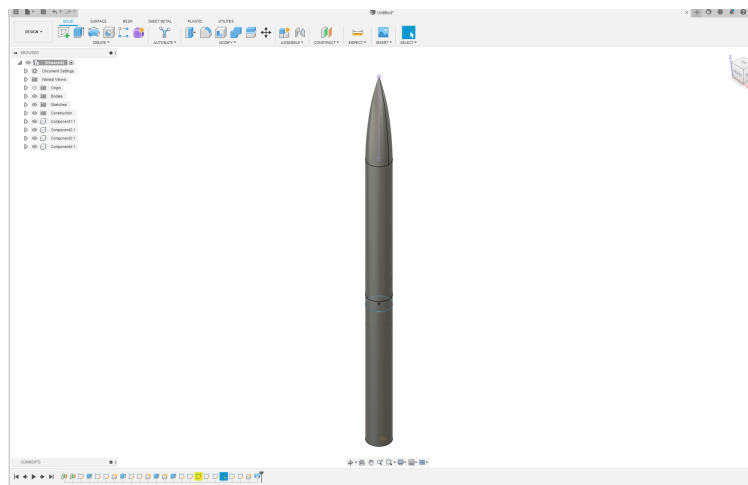 Untitled*
SOLID SURFACE MESH SHEET METAL PLASTIC UTILITIES
DESIGN
CREATE AUTOMATE MODIFY ASSEMBLE CONSTRUCT INSPECT INSERT SELECT
BROWSER
(Unsaved)
Document Settings
Named Views
Origin
Bodies
Sketches
Construction
Component1:1
Component2:1
Component3:1
Component4:1
Z
COMMENTS